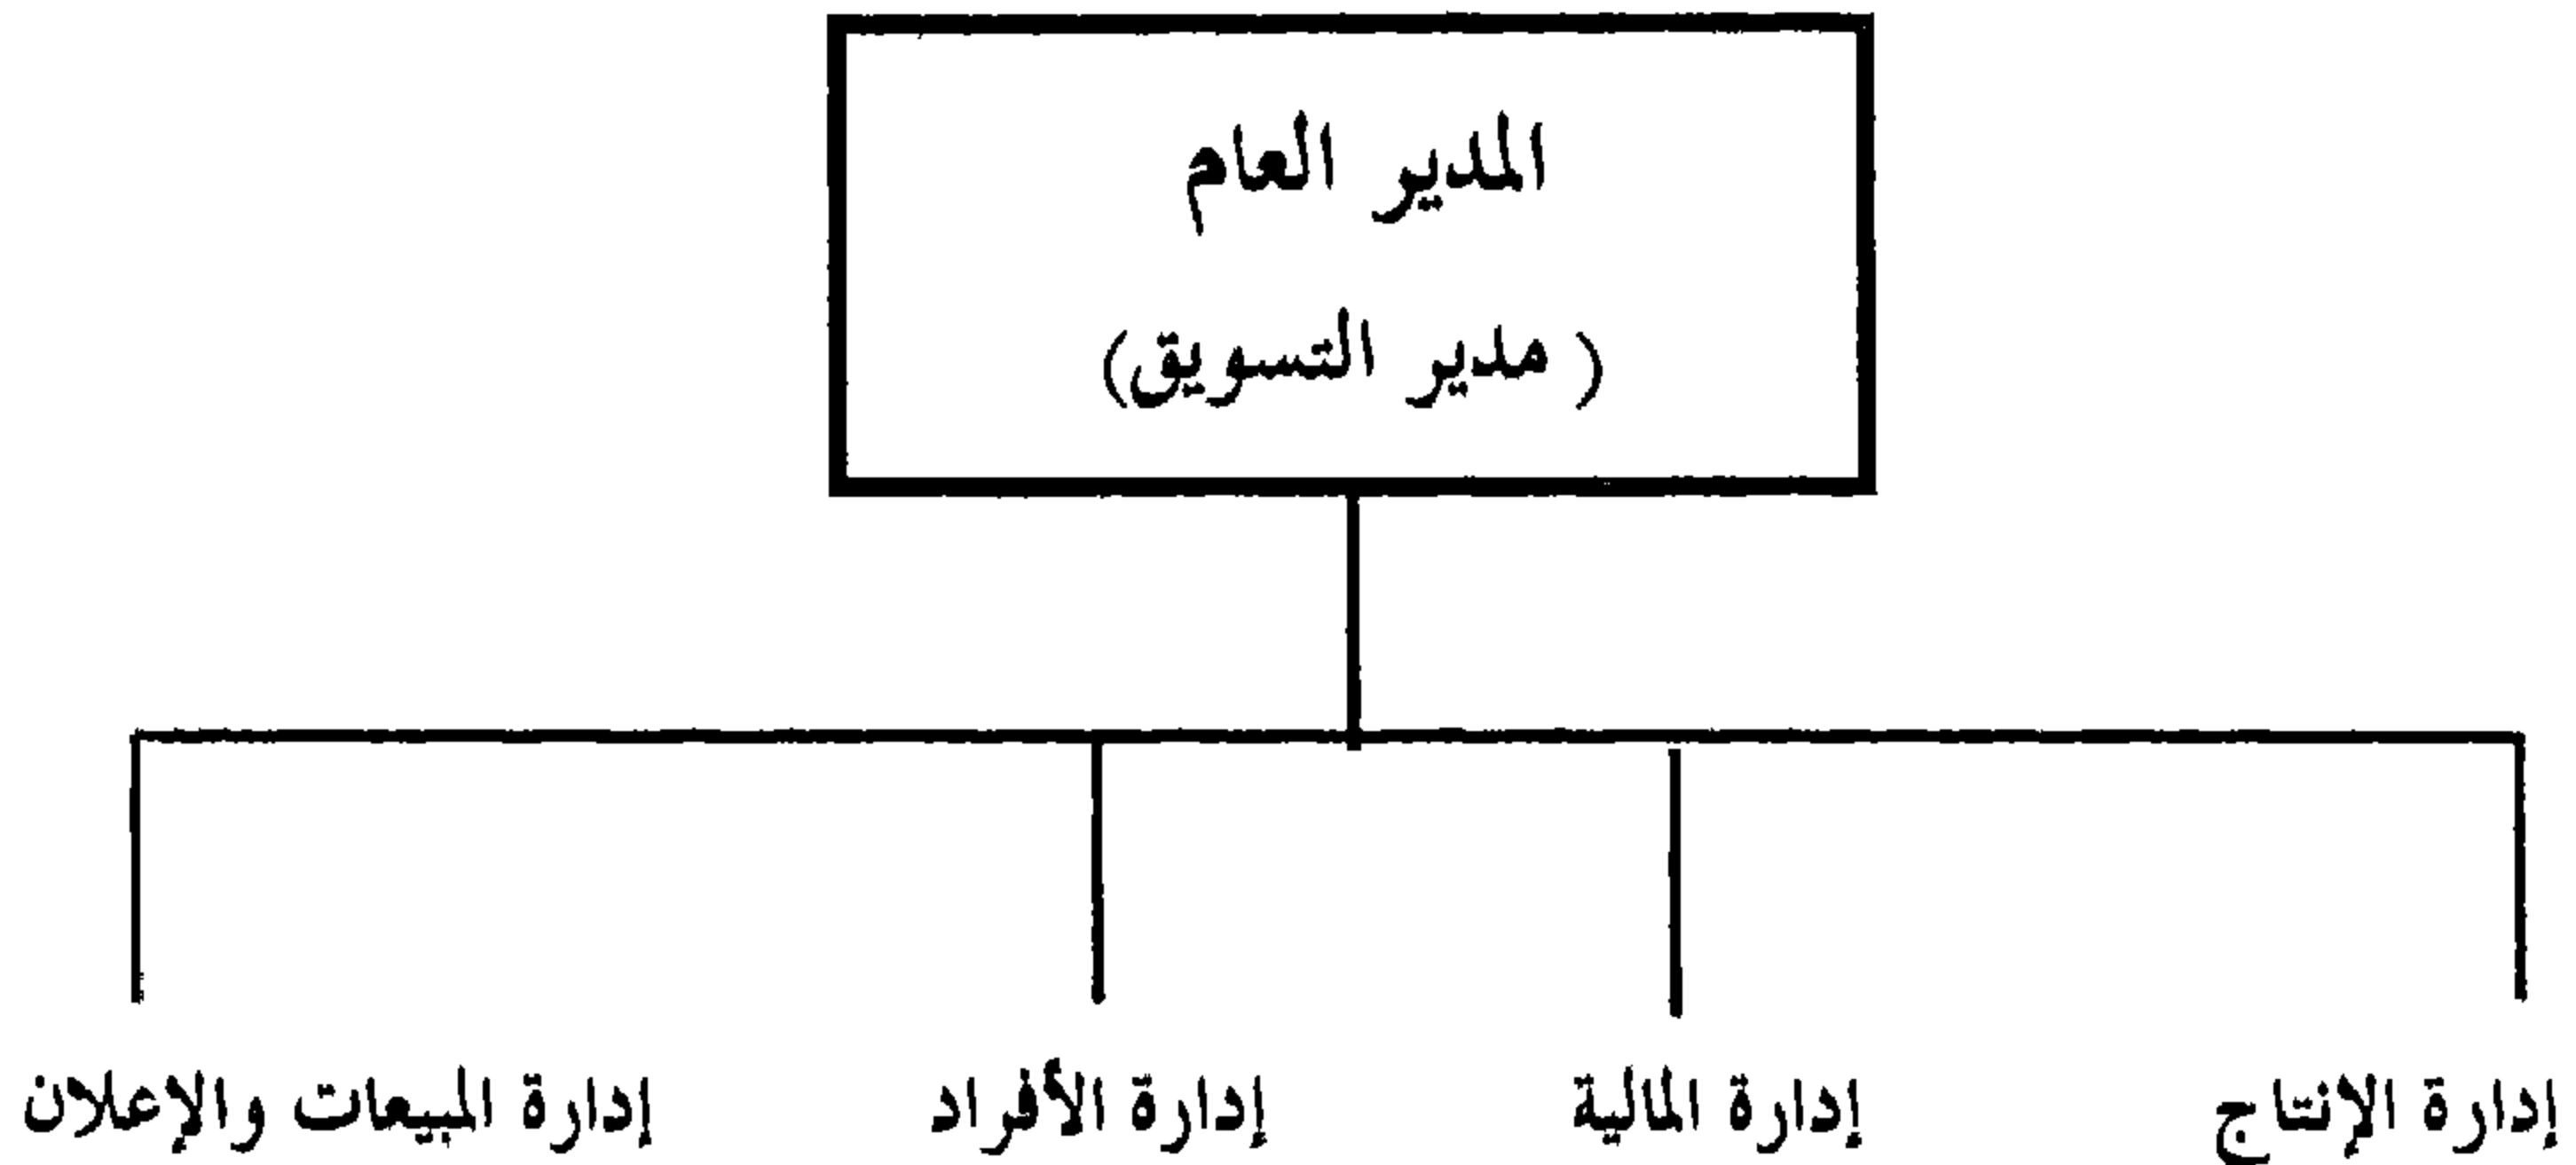 المدير العام
( مدير التسويق)
إدارة الإنتاج
إدارة المالية
إدارة الأفراد
إدارة المبيعات والإعلان